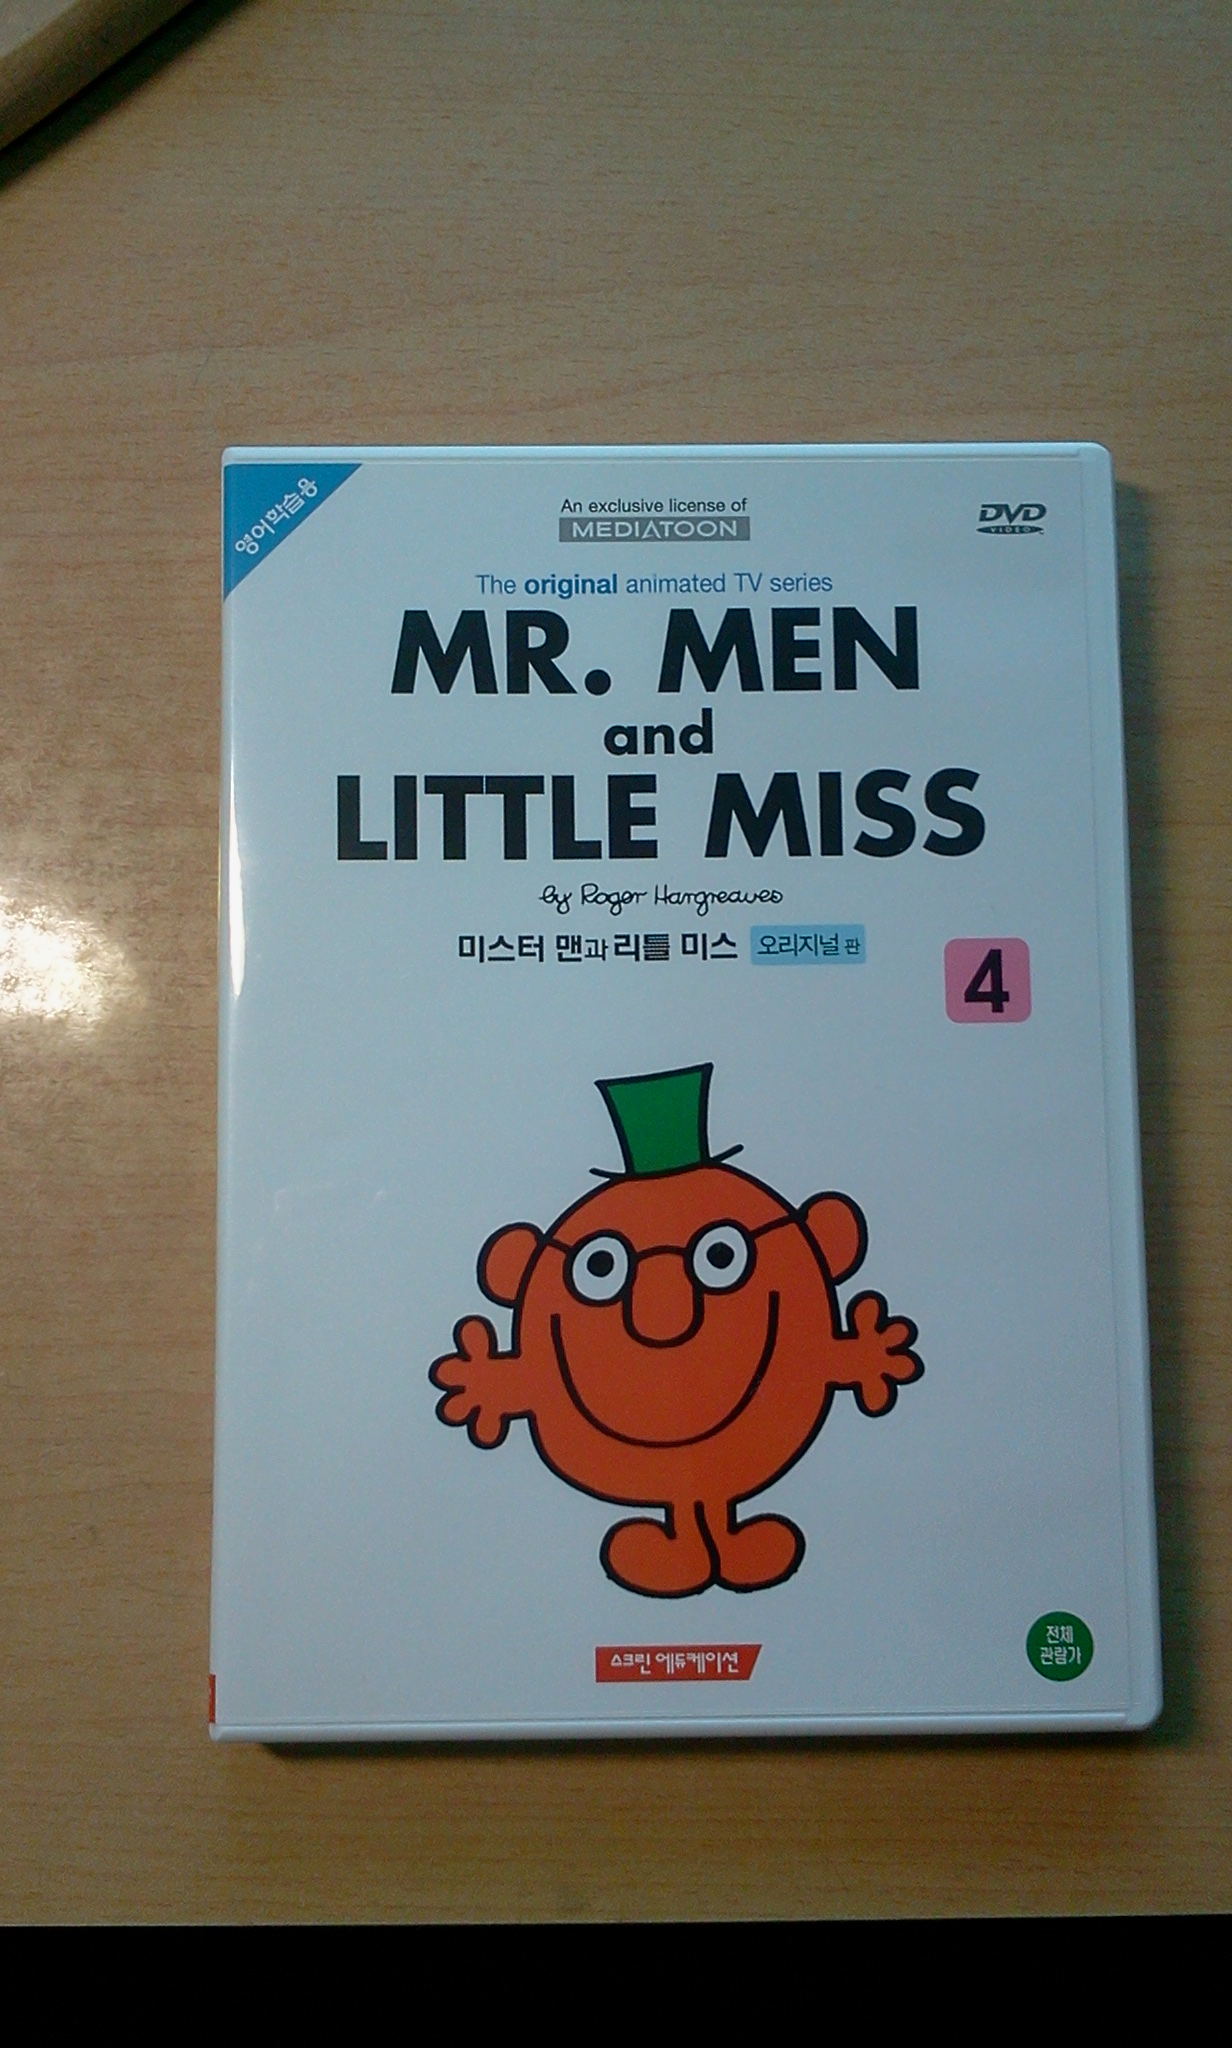 영어학습용
An exclusive license of
MEDIATOON
DVD
VIDEO
The original animated TV series
MR. MEN
and
LITTLE MISS
by Roger Hargreaves
미스터 맨과 리틀 미스 오리지널 판
4
스크린 에듀케이션
전체
관람가